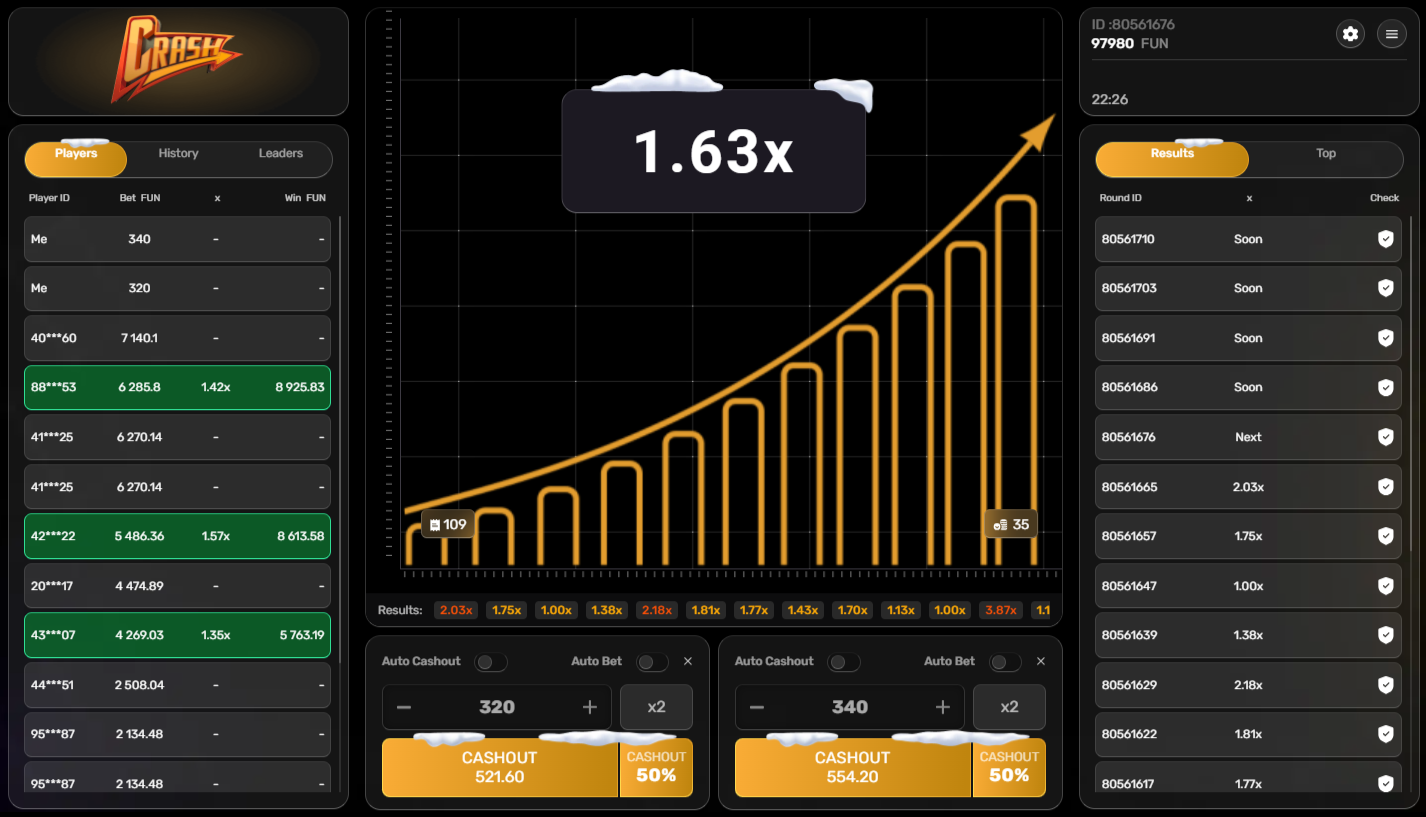 CRASH
Players History Leaders
Player ID Bet FUN x Win FUN
Me 340 - -
Me 320 - -
40***60 7 140.1 - -
88***53 6 285.8 1.42x 8 925.83
41***25 6 270.14 - -
41***25 6 270.14 - -
42***22 5 486.36 1.57x 8 613.58
20***17 4 474.89 - -
43***07 4 269.03 1.35x 5 763.19
44***51 2 508.04 - -
95***87 2 134.48 - -
95***87 2 134.48 - -
1.63x
109
35
Results: 2.03x 1.75x 1.00x 1.38x 2.18x 1.81x 1.77x 1.43x 1.70x 1.13x 1.00x 3.87x 1.1
Auto Cashout Auto Bet ×
− 320 + x2
CASHOUT
521.60
CASHOUT
50%
Auto Cashout Auto Bet ×
− 340 + x2
CASHOUT
554.20
CASHOUT
50%
ID :80561676
97980 FUN
22:26
Results Top
Round ID x Check
80561710 Soon
80561703 Soon
80561691 Soon
80561686 Soon
80561676 Next
80561665 2.03x
80561657 1.75x
80561647 1.00x
80561639 1.38x
80561629 2.18x
80561622 1.81x
80561617 1.77x